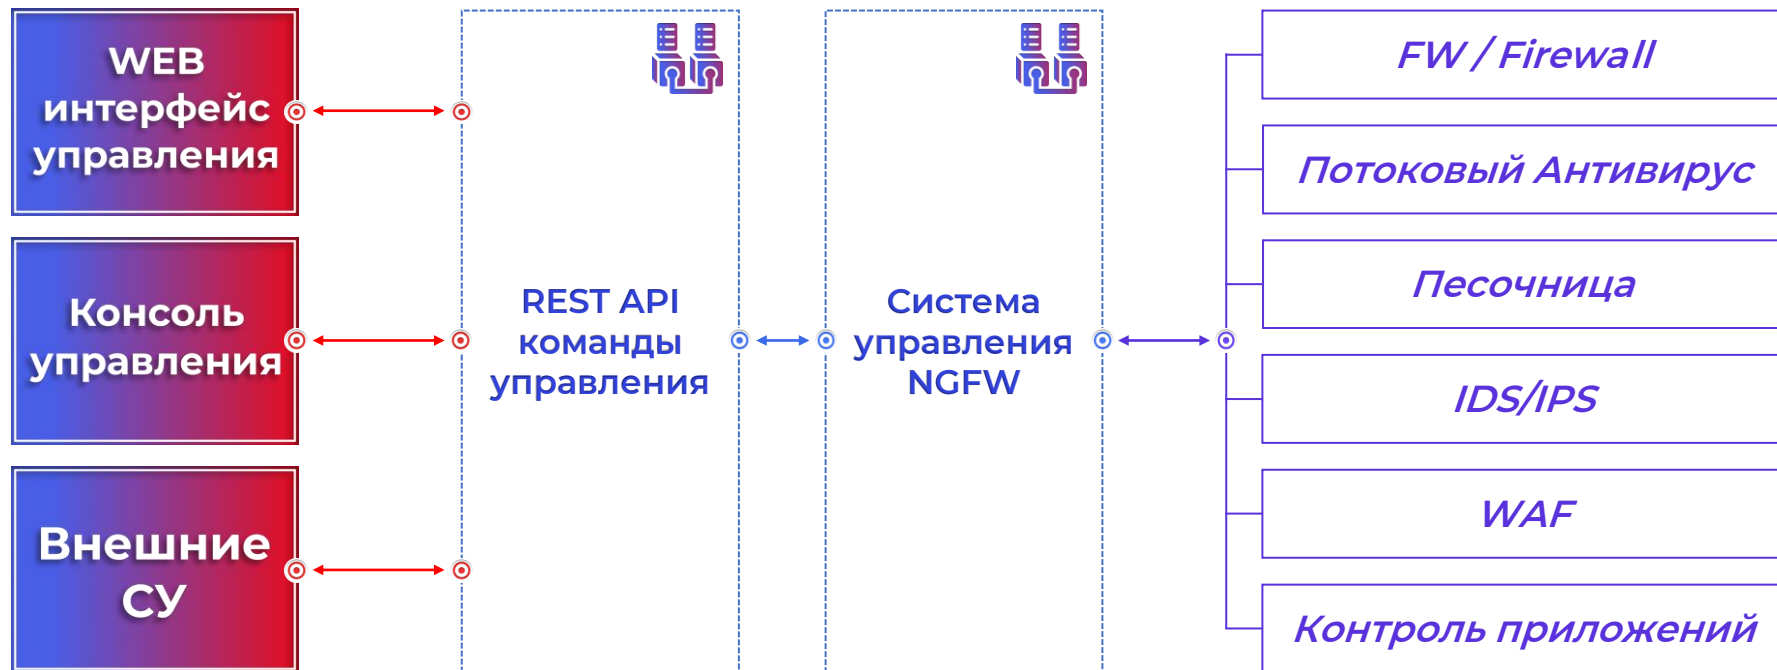 WEB
интерфейс
управления
Консоль
управления
Внешние
СУ
REST API
команды
управления
Система
управления
NGFW
FW / Firewall
Потоковый Антивирус
Песочница
IDS/IPS
WAF
Контроль приложений